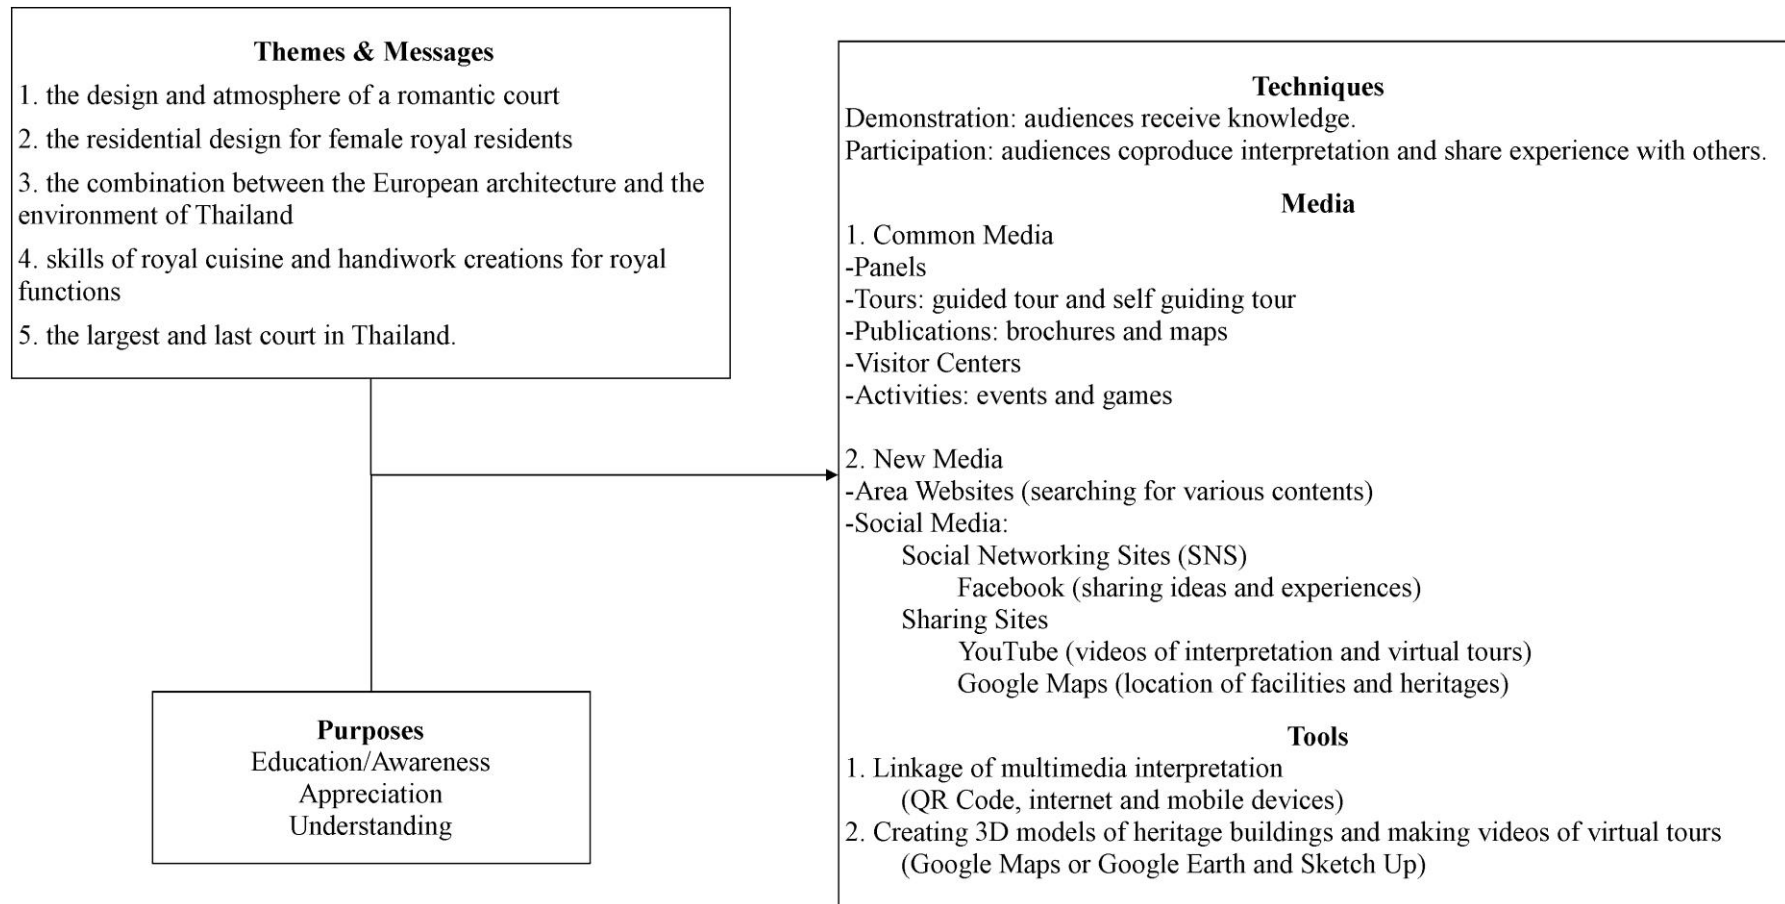 Themes & Messages
1. the design and atmosphere of a romantic court
2. the residential design for female royal residents
3. the combination between the European architecture and the
environment of Thailand
4. skills of royal cuisine and handiwork creations for royal
functions
5. the largest and last court in Thailand.
Purposes
Education/Awareness
Appreciation
Understanding
Techniques
Demonstration: audiences receive knowledge.
Participation: audiences coproduce interpretation and share experience with others.
Media
1. Common Media
-Panels
-Tours: guided tour and self guiding tour
-Publications: brochures and maps
-Visitor Centers
-Activities: events and games
2. New Media
-Area Websites (searching for various contents)
-Social Media:
Social Networking Sites (SNS)
Facebook (sharing ideas and experiences)
Sharing Sites
YouTube (videos of interpretation and virtual tours)
Google Maps (location of facilities and heritages)
Tools
1. Linkage of multimedia interpretation
(QR Code, internet and mobile devices)
2. Creating 3D models of heritage buildings and making videos of virtual tours
(Google Maps or Google Earth and Sketch Up)